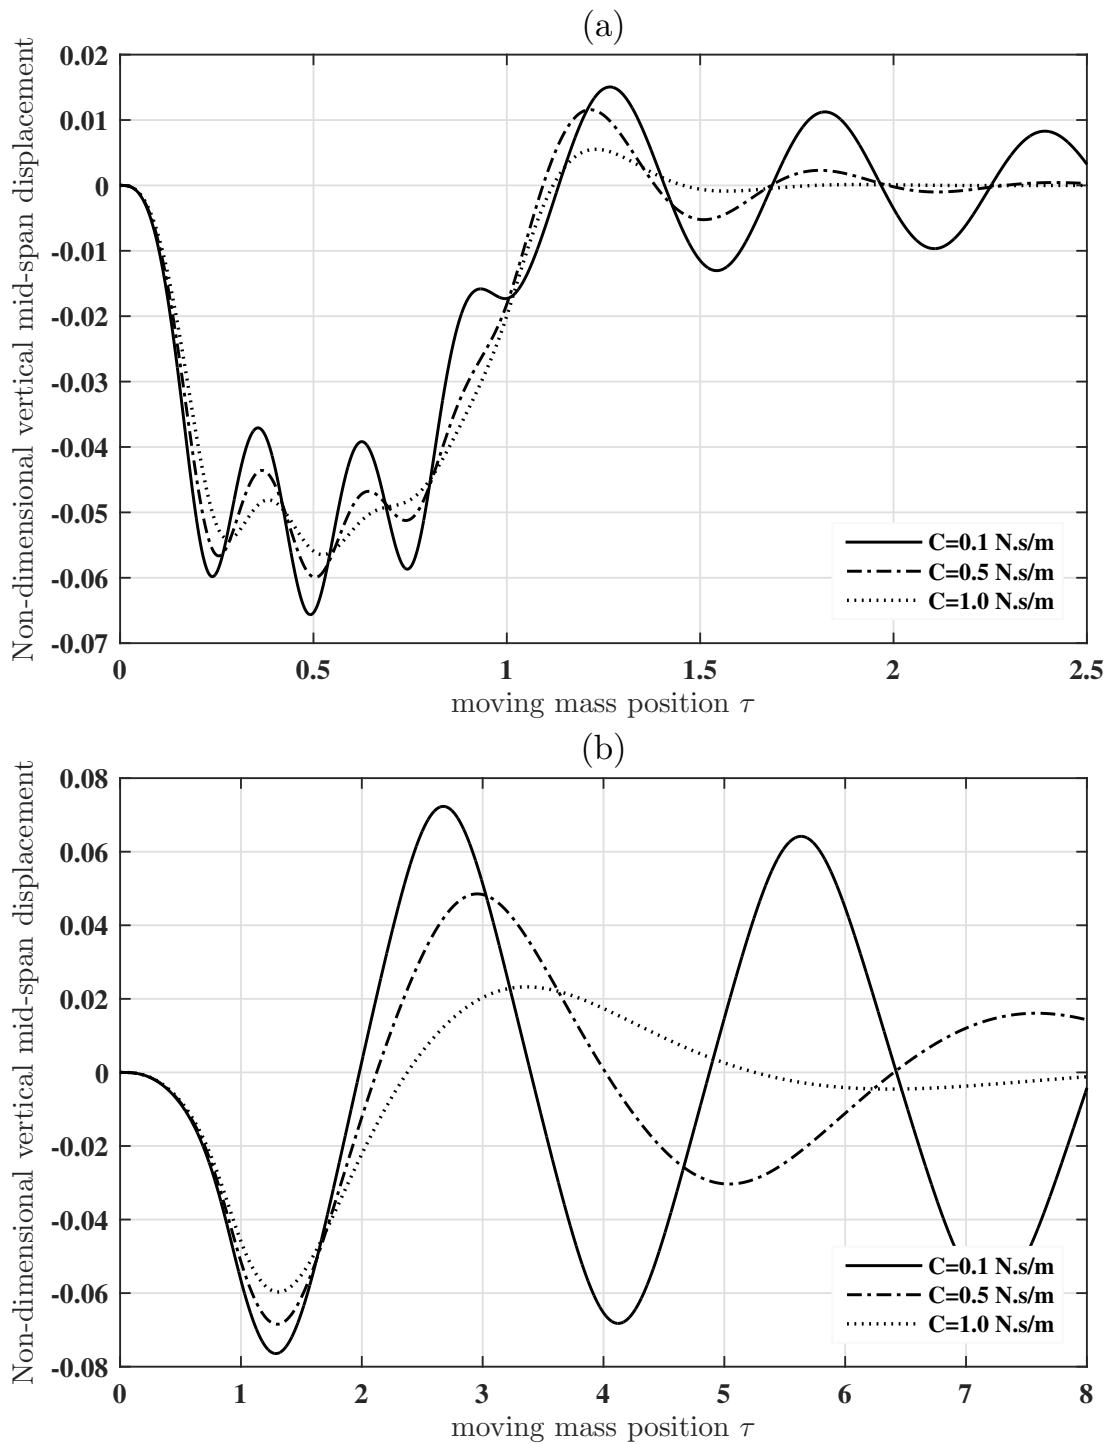 (a)
Non-dimensional vertical mid-span displacement
0.02
0.01
0
-0.01
-0.02
-0.03
-0.04
-0.05
-0.06
-0.07
C=0.1 N.s/m
C=0.5 N.s/m
C=1.0 N.s/m
0 0.5 1 1.5 2 2.5
moving mass position τ
(b)
Non-dimensional vertical mid-span displacement
0.08
0.06
0.04
0.02
0
-0.02
-0.04
-0.06
-0.08
C=0.1 N.s/m
C=0.5 N.s/m
C=1.0 N.s/m
0 1 2 3 4 5 6 7 8
moving mass position τ